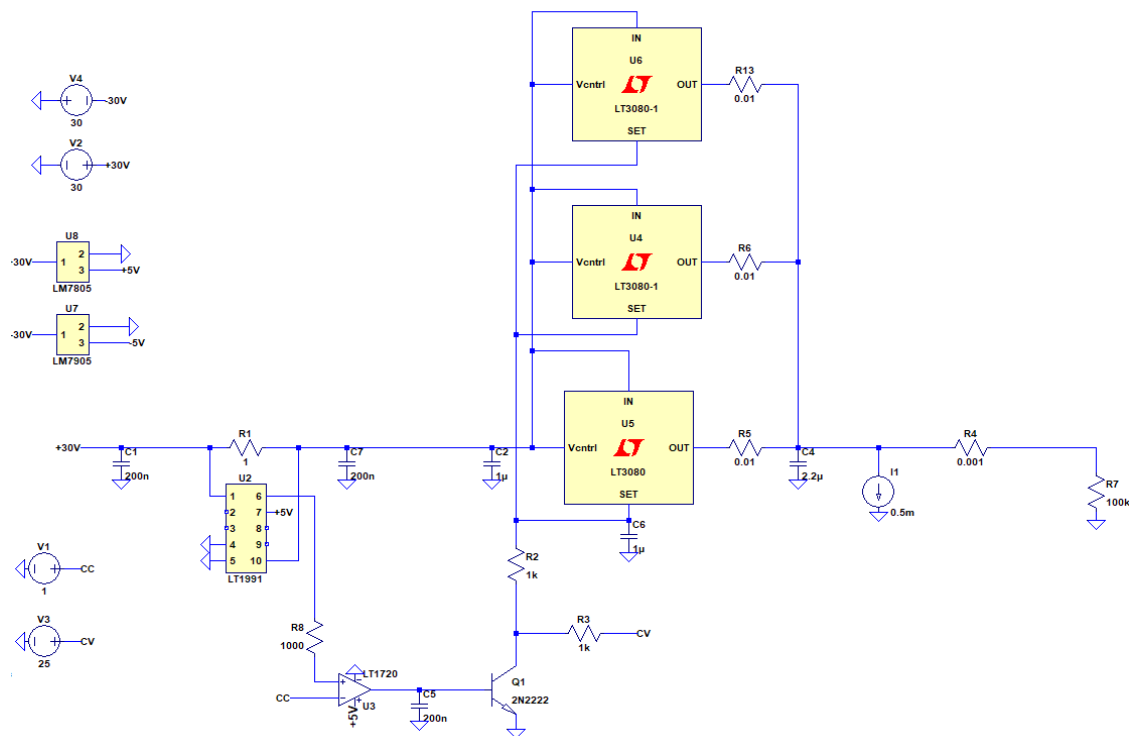 V4
-30V
30
V2
+30V
30
U8
-30V
1
2
3
+5V
LM7805
U7
-30V
1
2
3
-5V
LM7905
IN
U6
Vcntrl
OUT
LT3080-1
SET
R13
0.01
IN
U4
Vcntrl
OUT
LT3080-1
SET
R6
0.01
IN
U5
Vcntrl
OUT
LT3080
SET
R5
0.01
+30V
C1
200n
R1
1
C7
200n
C2
1µ
C4
2.2µ
I1
0.5m
R4
0.001
R7
100k
C6
1µ
U2
1
6
2
7
+5V
3
8
4
9
5
10
LT1991
V1
CC
1
V3
CV
25
R2
1k
R3
1k
CV
R8
1000
LT1720
CC
U3
+5V
C5
200n
Q1
2N2222